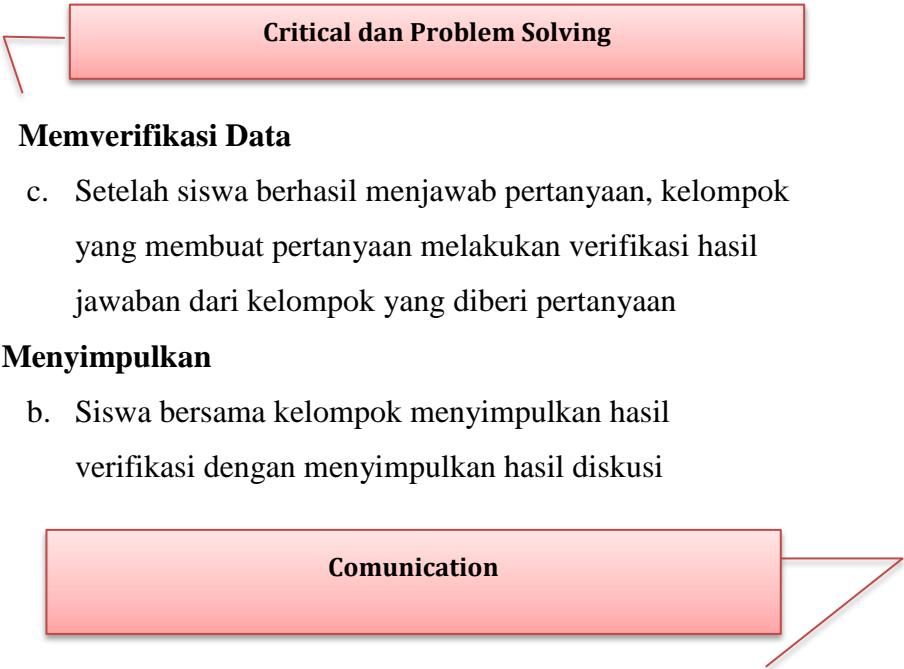 Critical dan Problem Solving
Memverifikasi Data
c. Setelah siswa berhasil menjawab pertanyaan, kelompok
yang membuat pertanyaan melakukan verifikasi hasil
jawaban dari kelompok yang diberi pertanyaan
Menyimpulkan
b. Siswa bersama kelompok menyimpulkan hasil
verifikasi dengan menyimpulkan hasil diskusi
Comunication